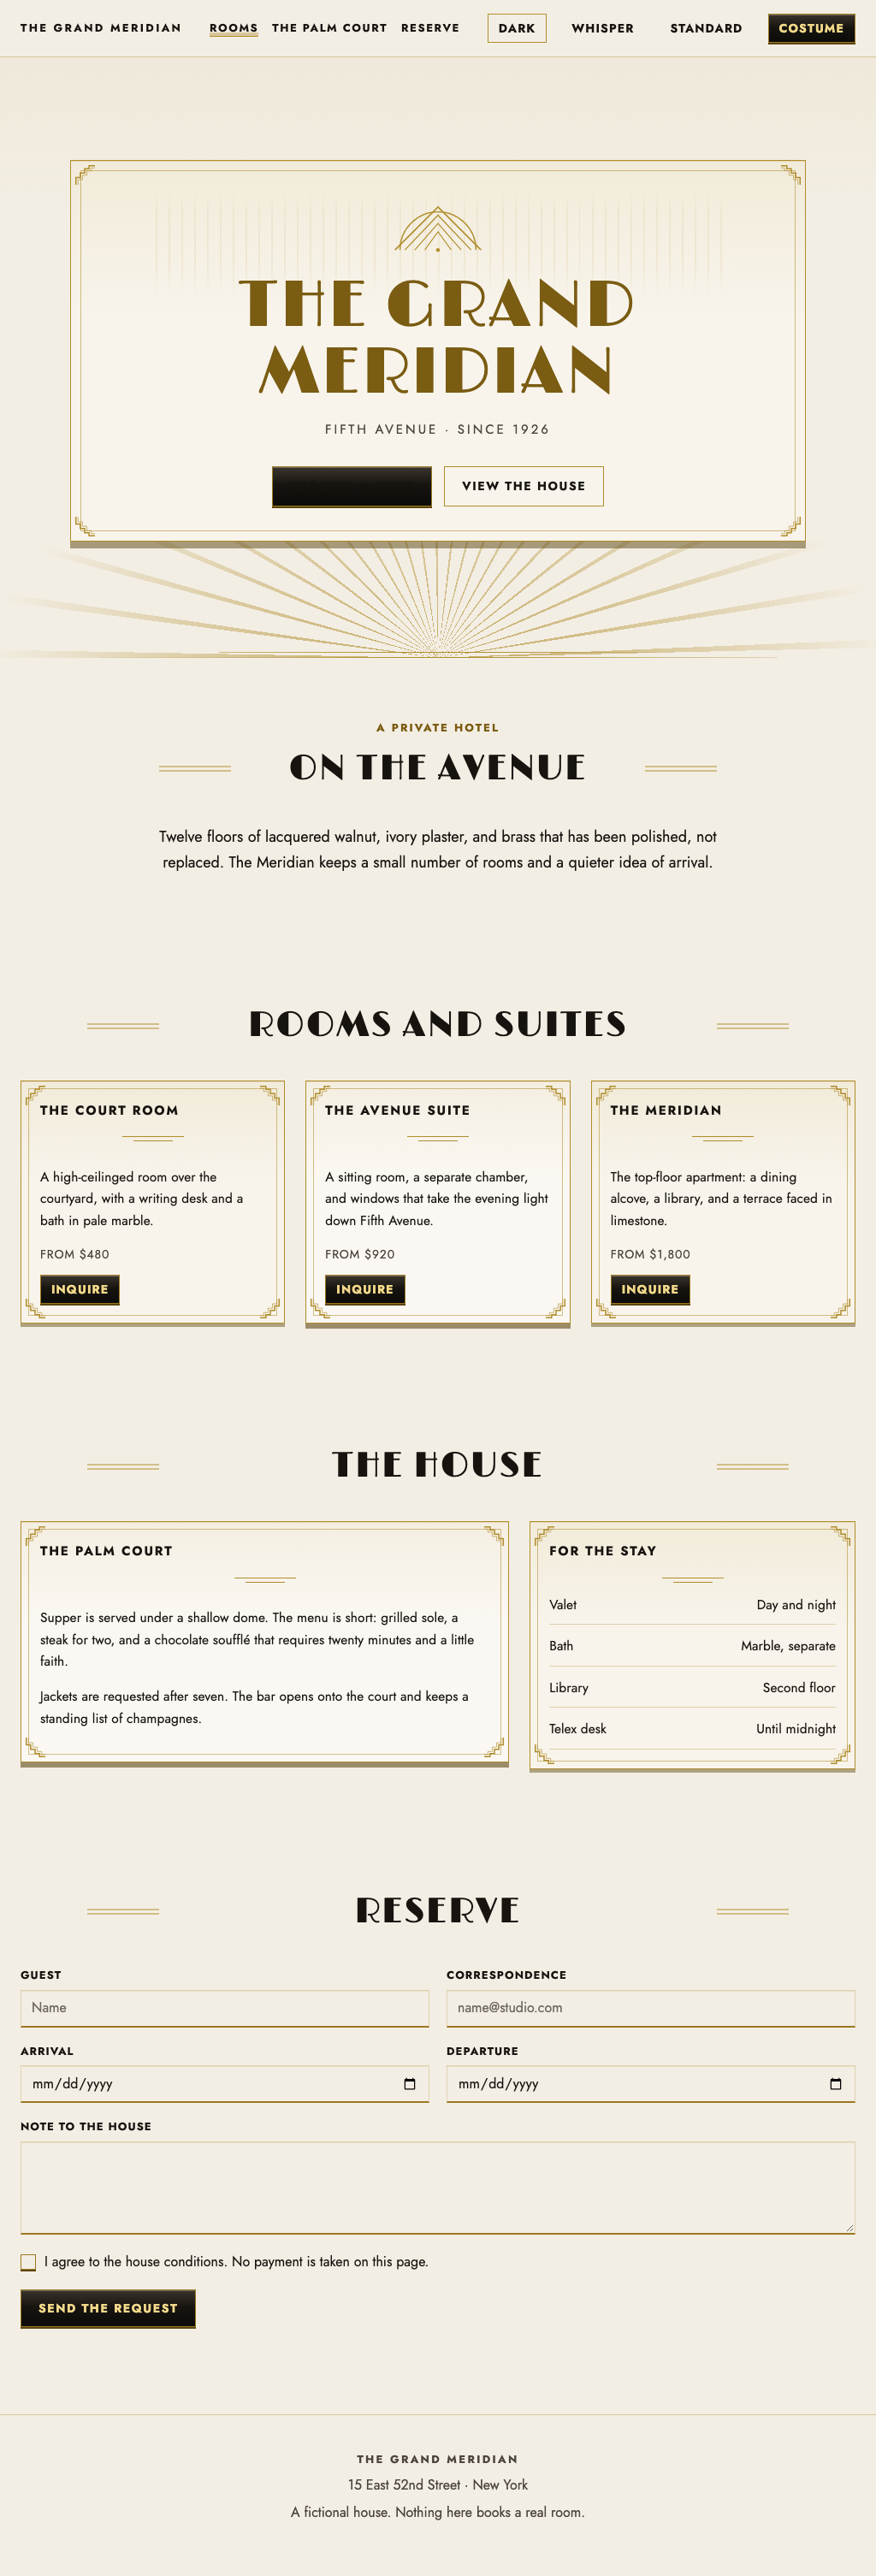 THE GRAND MERIDIAN ROOMS THE PALM COURT RESERVE DARK WHISPER STANDARD COSTUME
THE GRAND
MERIDIAN
FIFTH AVENUE · SINCE 1926
VIEW THE HOUSE
A PRIVATE HOTEL
ON THE AVENUE
Twelve floors of lacquered walnut, ivory plaster, and brass that has been polished, not
replaced. The Meridian keeps a small number of rooms and a quieter idea of arrival.
ROOMS AND SUITES
THE COURT ROOM
A high-ceilinged room over the
courtyard, with a writing desk and a
bath in pale marble.
FROM $480
INQUIRE
THE AVENUE SUITE
A sitting room, a separate chamber,
and windows that take the evening light
down Fifth Avenue.
FROM $920
INQUIRE
THE MERIDIAN
The top-floor apartment: a dining
alcove, a library, and a terrace faced in
limestone.
FROM $1,800
INQUIRE
THE HOUSE
THE PALM COURT
Supper is served under a shallow dome. The menu is short: grilled sole, a
steak for two, and a chocolate soufflé that requires twenty minutes and a little
faith.
Jackets are requested after seven. The bar opens onto the court and keeps a
standing list of champagnes.
FOR THE STAY
Valet Day and night
Bath Marble, separate
Library Second floor
Telex desk Until midnight
RESERVE
GUEST
Name
CORRESPONDENCE
name@studio.com
ARRIVAL
mm/dd/yyyy
DEPARTURE
mm/dd/yyyy
NOTE TO THE HOUSE
I agree to the house conditions. No payment is taken on this page.
SEND THE REQUEST
THE GRAND MERIDIAN
15 East 52nd Street · New York
A fictional house. Nothing here books a real room.